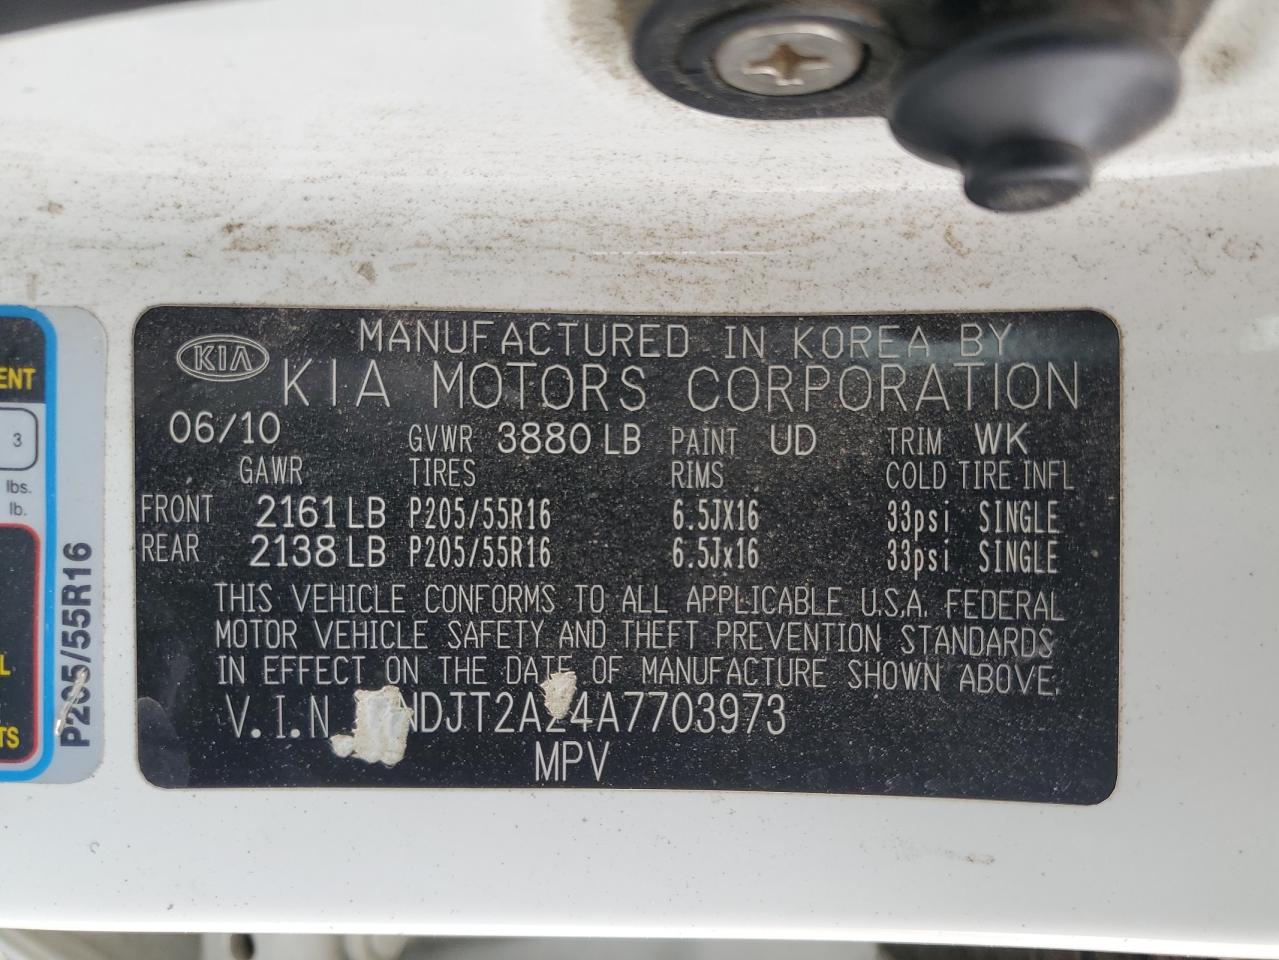 MANUFACTURED IN KOREA BY
KIA KIA MOTORS CORPORATION
06/10 GVWR 3880 LB PAINT UD TRIM WK
GAWR TIRES RIMS COLD TIRE INFL
FRONT 2161 LB P205/55R16 6.5JX16 33psi SINGLE
REAR 2138 LB P205/55R16 6.5Jx16 33psi SINGLE
THIS VEHICLE CONFORMS TO ALL APPLICABLE U.S.A. FEDERAL
MOTOR VEHICLE SAFETY AND THEFT PREVENTION STANDARDS
IN EFFECT ON THE DATE OF MANUFACTURE SHOWN ABOVE.
V.I.N
MPV
3
lbs.
lb.
P205/55R16